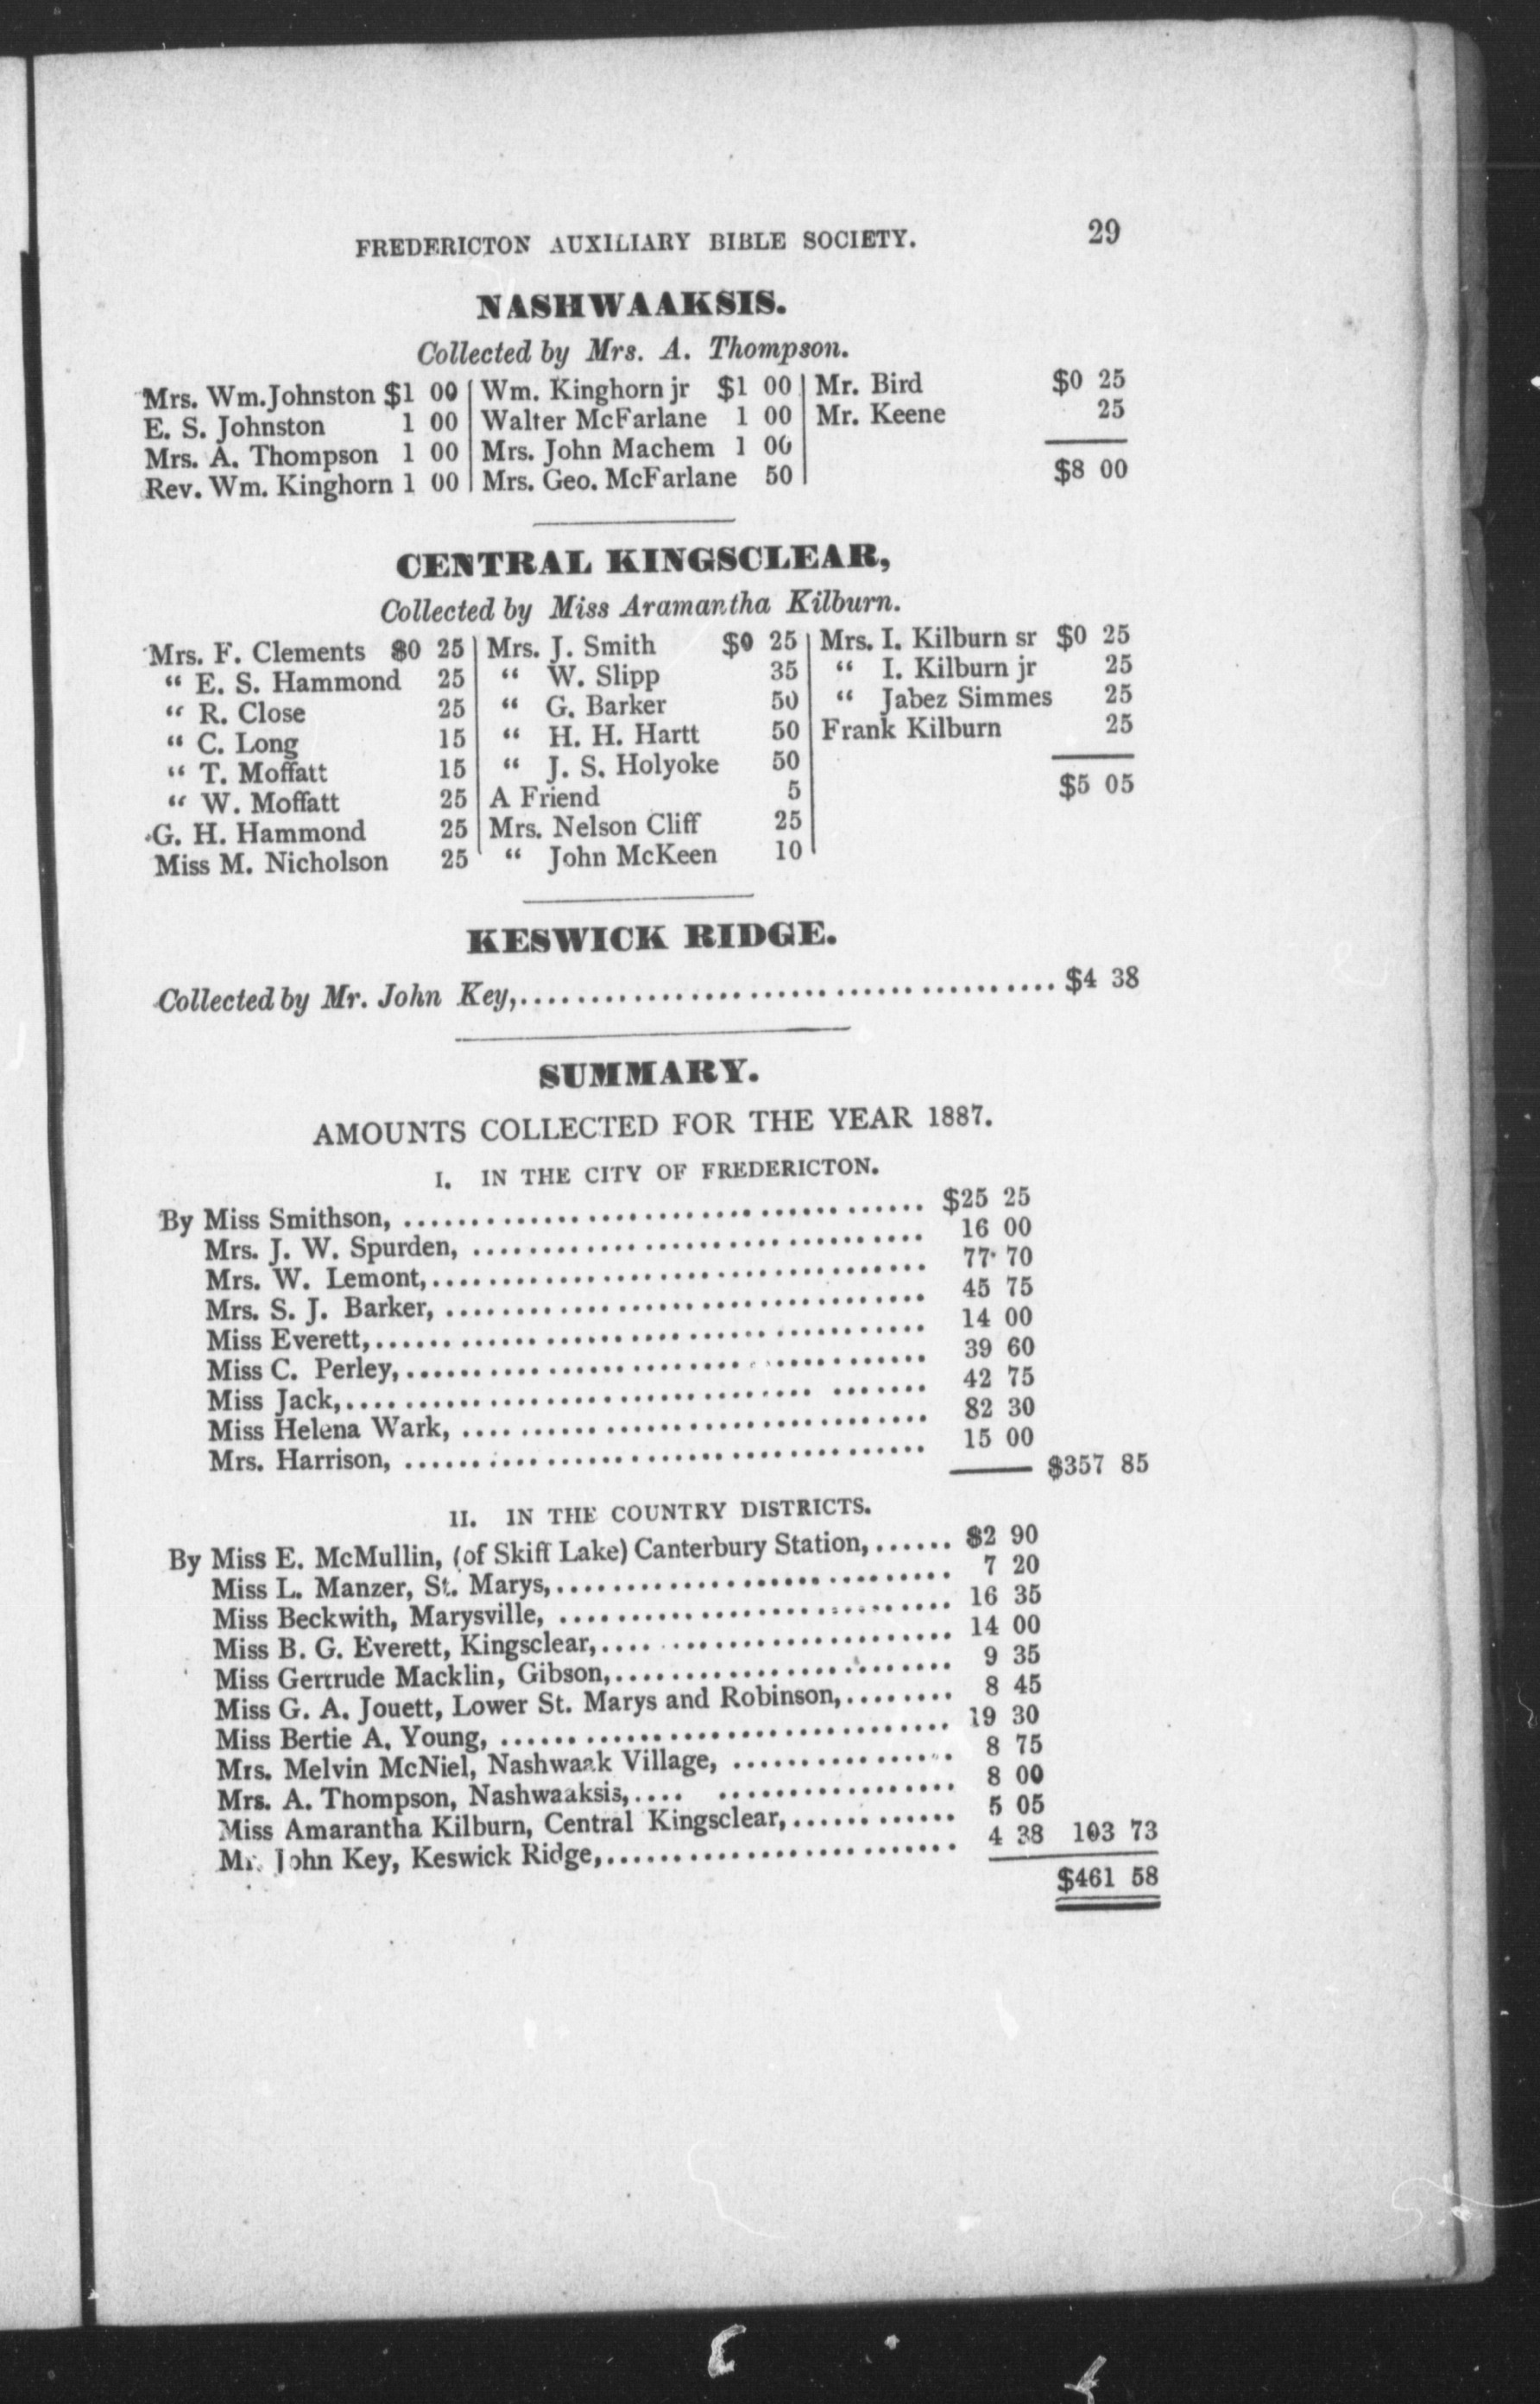 FREDERICTON AUXILIARY BIBLE SOCIETY. 29
NASHWAAKSIS.
Collected by Mrs. A. Thompson.
Mrs. Wm. Johnston $1 00 | Wm. Kinghorn jr $1 00 | Mr. Bird $0 25
E. S. Johnston 1 00 | Walter McFarlane 1 00 | Mr. Keene 25
Mrs. A. Thompson 1 00 | Mrs. John Machem 1 00
Rev. Wm. Kinghorn 1 00 | Mrs. Geo. McFarlane 50 | $8 00
CENTRAL KINGSCLEAR,
Collected by Miss Aramantha Kilburn.
Mrs. F. Clements $0 25 | Mrs. J. Smith $0 25 | Mrs. I. Kilburn sr $0 25
“ E. S. Hammond 25 | “ W. Slipp 35 | “ I. Kilburn jr 25
“ R. Close 25 | “ G. Barker 50 | “ Jabez Simmes 25
“ C. Long 15 | “ H. H. Hartt 50 | Frank Kilburn 25
“ T. Moffatt 15 | “ J. S. Holyoke 50
“ W. Moffatt 25 | A Friend 5 | $5 05
G. H. Hammond 25 | Mrs. Nelson Cliff 25
Miss M. Nicholson 25 | “ John McKeen 10
KESWICK RIDGE.
Collected by Mr. John Key,........ $4 38
SUMMARY.
AMOUNTS COLLECTED FOR THE YEAR 1887.
I. IN THE CITY OF FREDERICTON.
By Miss Smithson, ........ $25 25
Mrs. J. W. Spurden, ........ 16 00
Mrs. W. Lemont,........ 77 70
Mrs. S. J. Barker, ........ 45 75
Miss Everett,........ 14 00
Miss C. Perley,........ 39 60
Miss Jack,........ 42 75
Miss Helena Wark, ........ 82 30
Mrs. Harrison, ........ 15 00
$357 85
II. IN THE COUNTRY DISTRICTS.
By Miss E. McMullin, (of Skiff Lake) Canterbury Station,...... $2 90
Miss L. Manzer, St. Marys,........ 7 20
Miss Beckwith, Marysville, ........ 16 35
Miss B. G. Everett, Kingsclear,........ 14 00
Miss Gertrude Macklin, Gibson,........ 9 35
Miss G. A. Jouett, Lower St. Marys and Robinson,........ 8 45
Miss Bertie A. Young, ........ 19 30
Mrs. Melvin McNiel, Nashwaak Village, ........ 8 75
Mrs. A. Thompson, Nashwaaksis,........ 8 00
Miss Amarantha Kilburn, Central Kingsclear,........ 5 05
Mr. John Key, Keswick Ridge,........ 4 38 103 73
$461 58